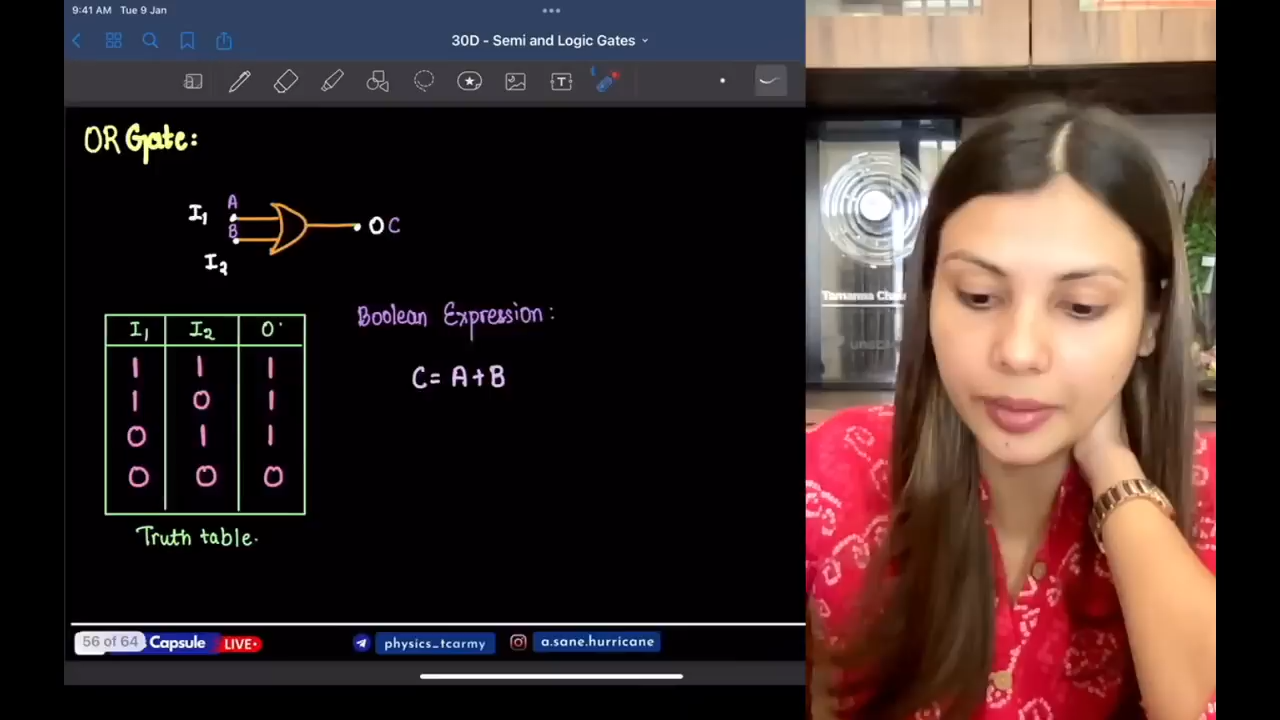 9:41 AM Tue 9 Jan
30D - Semi and Logic Gates
OR Gate:
A
I₁
B
O C
I₂
Boolean Expression:
I₁ I₂ O
1 1 1
C = A + B
1 0 1
0 1 1
0 0 0
Truth table.
56 of 64 Capsule LIVE
physics_tcarmy
a.sane.hurricane